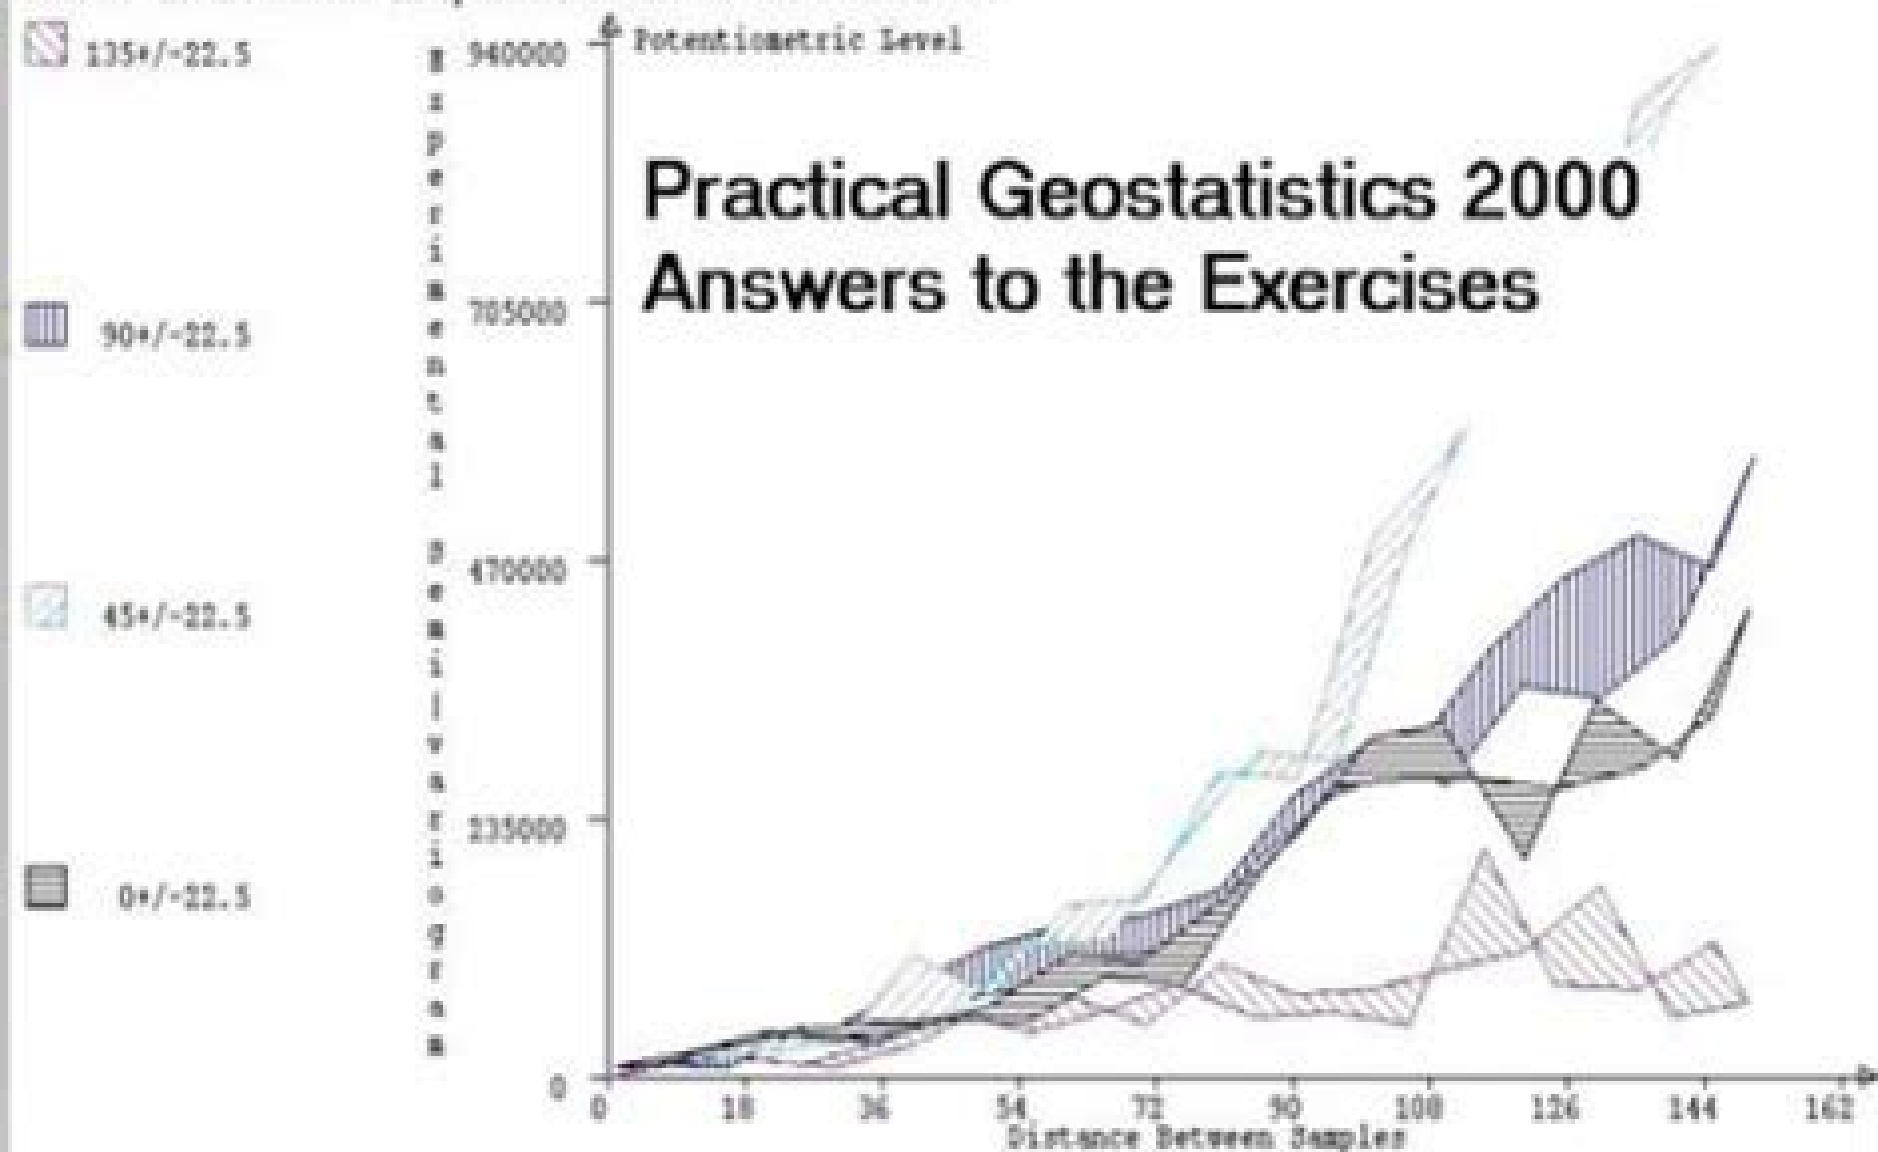 Potentiometric Level
Practical Geostatistics 2000
Answers to the Exercises
135+/-22.5
90+/-22.5
45+/-22.5
0+/-22.5
940000
705000
470000
235000
0
0 18 36 54 72 90 108 126 144 162
Distance Between Samples